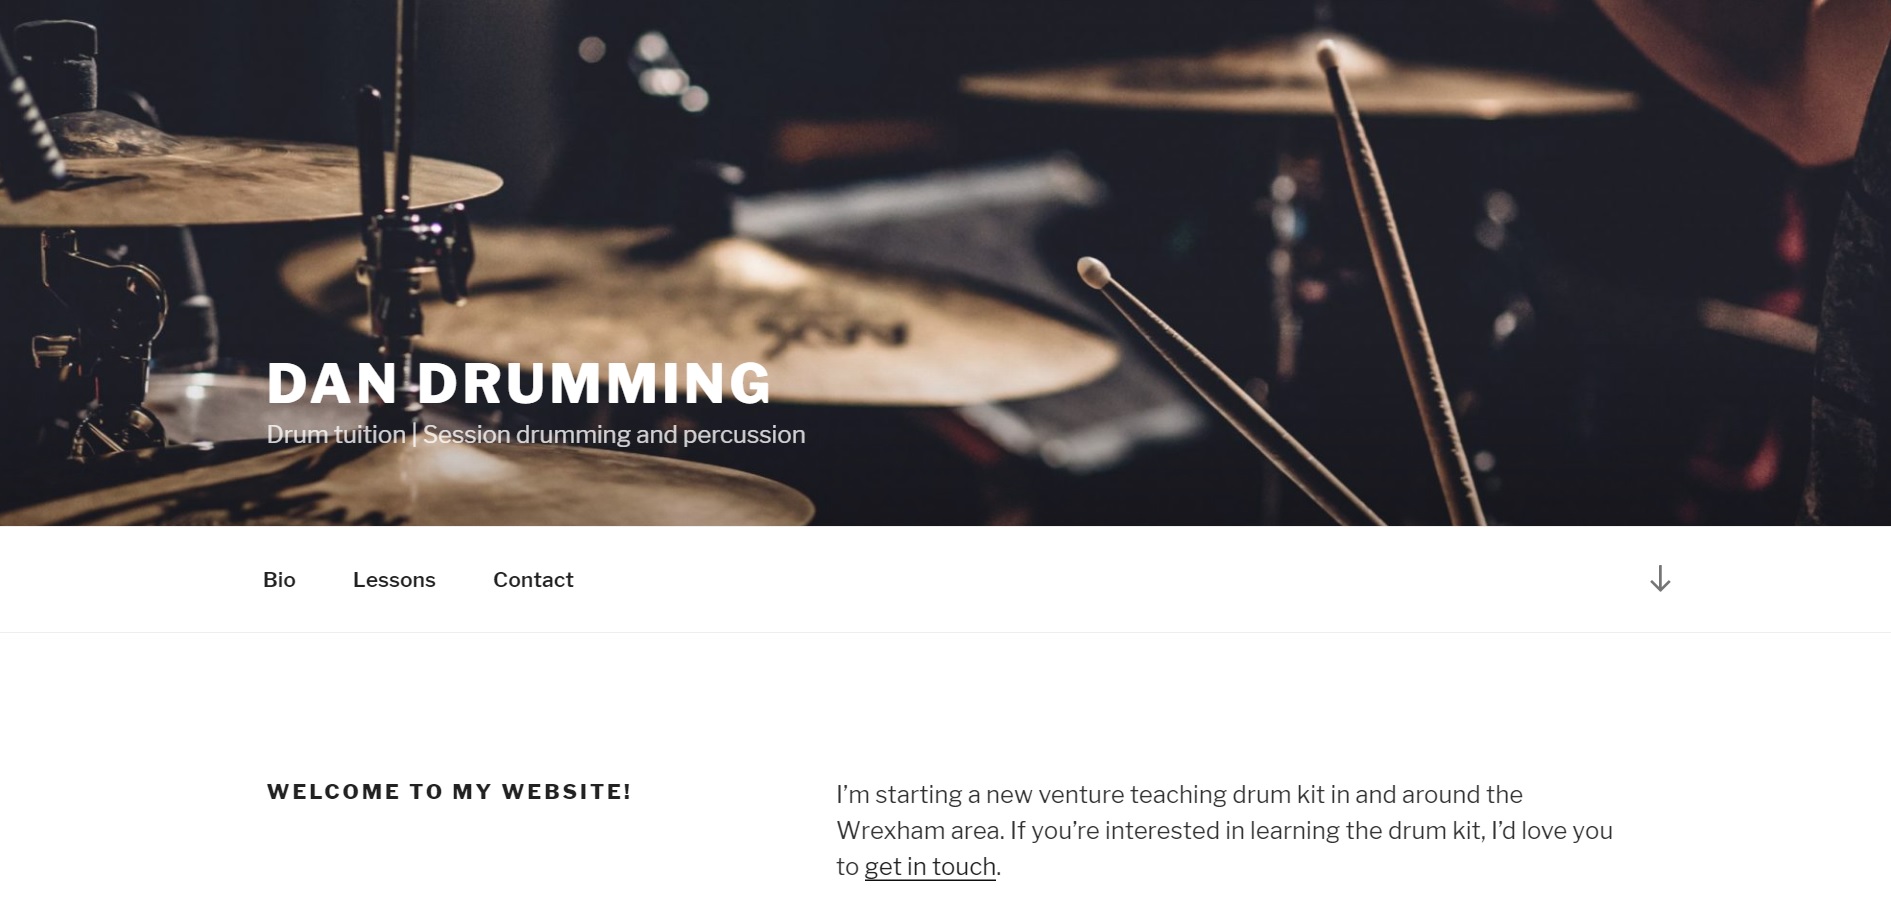 DAN DRUMMING
Drum tuition | Session drumming and percussion
Bio
Lessons
Contact
WELCOME TO MY WEBSITE!
I’m starting a new venture teaching drum kit in and around the
Wrexham area. If you’re interested in learning the drum kit, I’d love you
to get in touch.